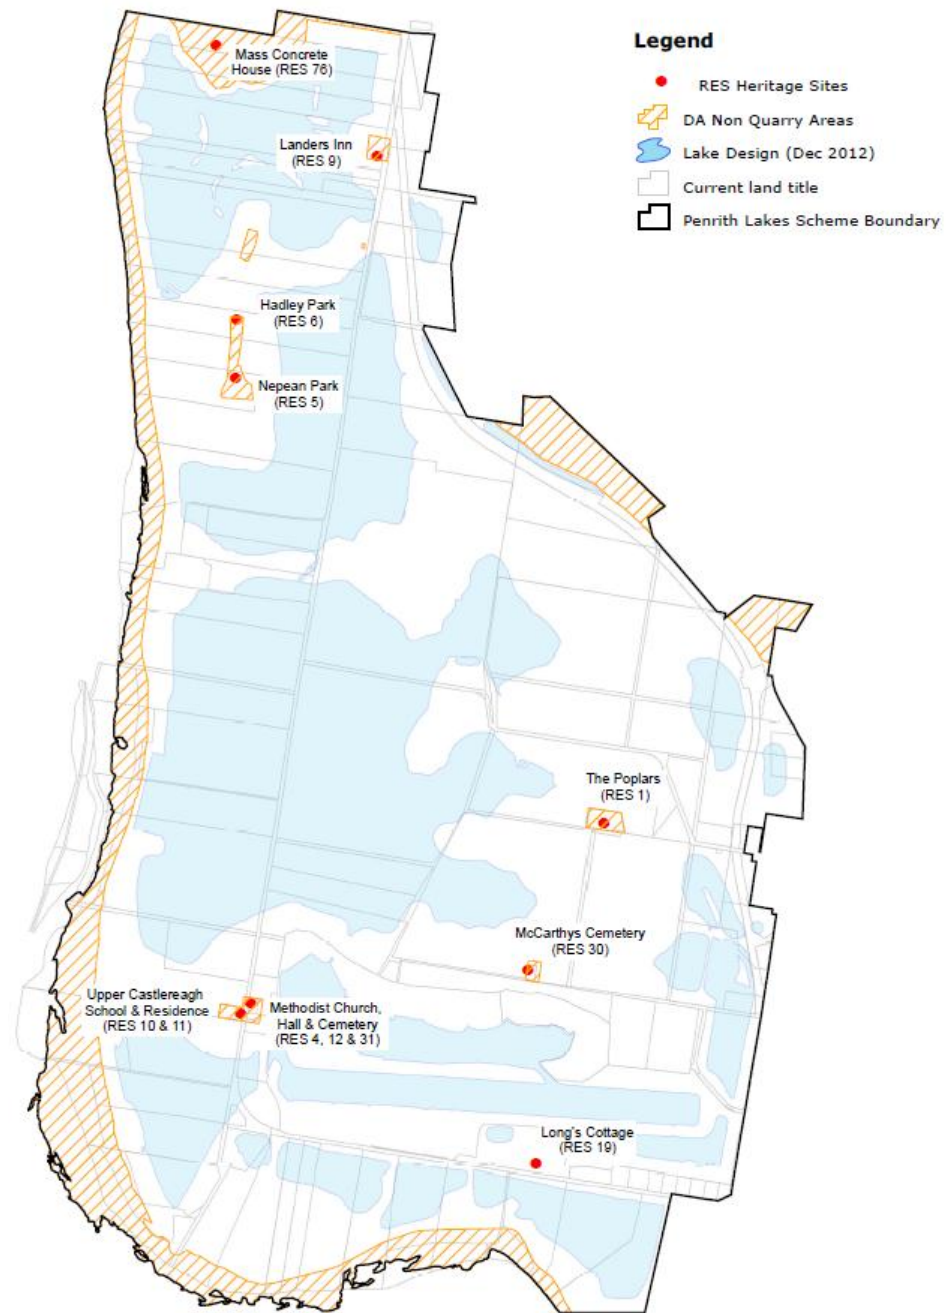 Legend
RES Heritage Sites
DA Non Quarry Areas
Lake Design (Dec 2012)
Current land title
Penrith Lakes Scheme Boundary
Mass Concrete
House (RES 76)
Landers Inn
(RES 9)
Hadley Park
(RES 6)
Nepean Park
(RES 5)
The Poplars
(RES 1)
McCarthys Cemetery
(RES 30)
Upper Castlereagh
School & Residence
(RES 10 & 11)
Methodist Church,
Hall & Cemetery
(RES 4, 12 & 31)
Long's Cottage
(RES 19)